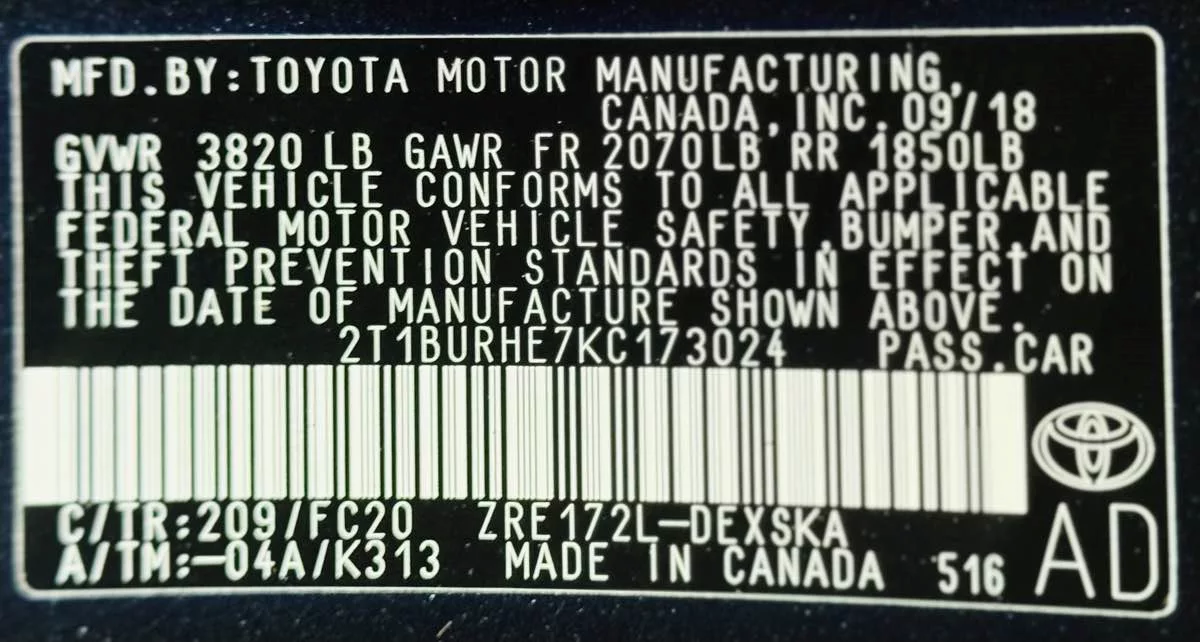 MFD.BY:TOYOTA MOTOR MANUFACTURING,
CANADA,INC.09/18
GVWR 3820LB GAWR FR 2070LB RR 1850LB
THIS VEHICLE CONFORMS TO ALL APPLICABLE
FEDERAL MOTOR VEHICLE SAFETY,BUMPER,AND
THEFT PREVENTION STANDARDS IN EFFECT ON
THE DATE OF MANUFACTURE SHOWN ABOVE.
2T1BURHE7KC173024 PASS.CAR
C/TR:209/FC20 ZRE172L-DEXSKA
A/TM:-04A/K313 MADE IN CANADA 516
AD